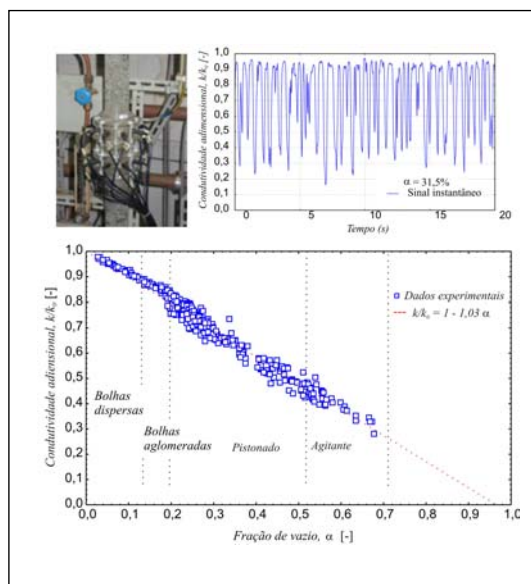 1,0
0,9
0,8
0,7
0,6
0,5
0,4
0,3
0,2
0,1
0,0
Condutividade adimensional, k/k₀ [-]
α = 31,5%
Sinal instantâneo
0 5 10 15 20
Tempo (s)
1,0
0,9
0,8
0,7
0,6
0,5
0,4
0,3
0,2
0,1
0,0
Condutividade adiensional, k/k₀ [-]
Dados experimentais
k/k₀ = 1 - 1,03 α
Bolhas
dispersas
Bolhas
aglomeradas
Pistonado
Agitante
0,0 0,1 0,2 0,3 0,4 0,5 0,6 0,7 0,8 0,9 1,0
Fração de vazio, α [-]